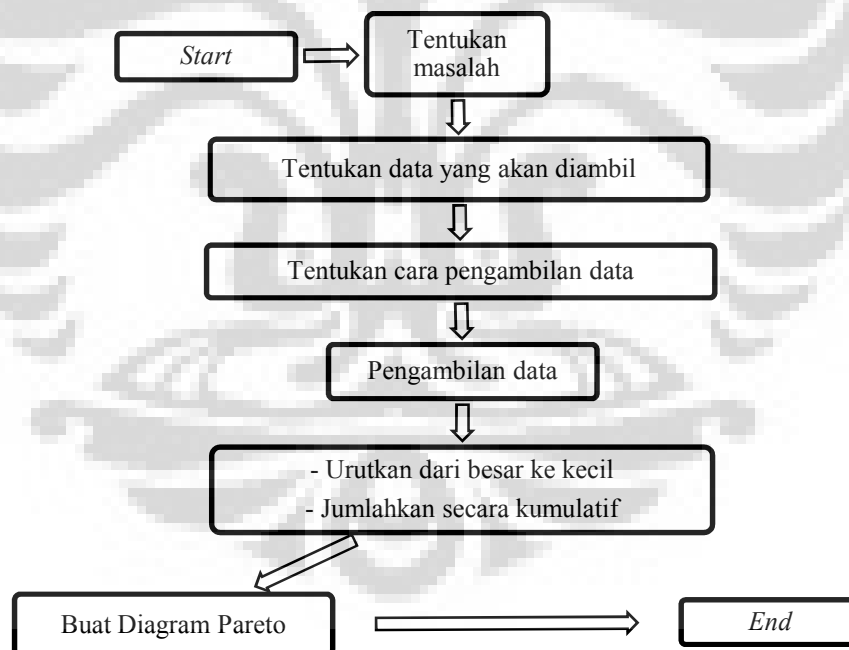 Start
Tentukan
masalah
Tentukan data yang akan diambil
Tentukan cara pengambilan data
Pengambilan data
- Urutkan dari besar ke kecil
- Jumlahkan secara kumulatif
Buat Diagram Pareto
End